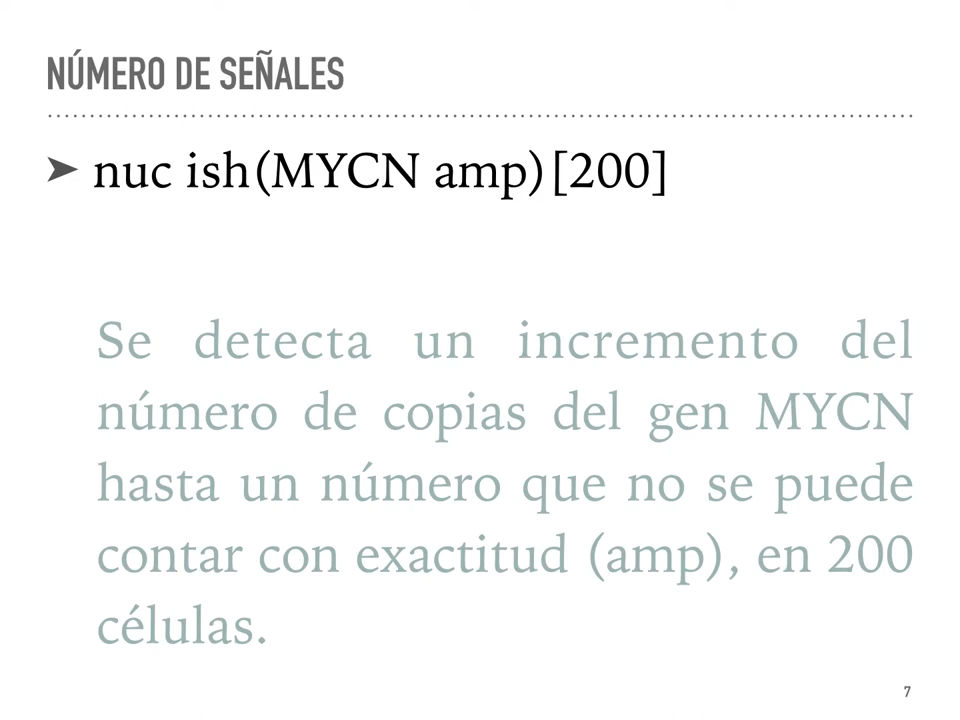 NÚMERO DE SEÑALES
➤ nuc ish(MYCN amp)[200]
Se detecta un incremento del
número de copias del gen MYCN
hasta un número que no se puede
contar con exactitud (amp), en 200
células.
7